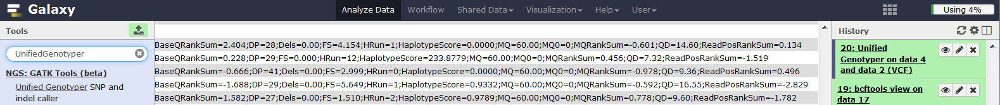 Galaxy
Analyze Data Workflow Shared Data Visualization Help User
Using 4%
Tools
UnifiedGenotyper
NGS: GATK Tools (beta)
Unified Genotyper SNP and
indel caller
BaseQRankSum=2.404;DP=28;Dels=0.00;FS=4.154;HRun=1;HaplotypeScore=0.0000;MQ=60.00;MQ0=0;MQRankSum=-0.601;QD=14.60;ReadPosRankSum=0.134
BaseQRankSum=0.228;DP=29;FS=0.000;HRun=12;HaplotypeScore=233.8779;MQ=60.00;MQ0=0;MQRankSum=0.456;QD=7.32;ReadPosRankSum=-1.519
BaseQRankSum=-0.666;DP=41;Dels=0.00;FS=2.999;HRun=0;HaplotypeScore=0.0000;MQ=60.00;MQ0=0;MQRankSum=-0.978;QD=9.36;ReadPosRankSum=0.496
BaseQRankSum=-1.688;DP=29;Dels=0.00;FS=5.649;HRun=1;HaplotypeScore=0.9332;MQ=60.00;MQ0=0;MQRankSum=-0.592;QD=16.55;ReadPosRankSum=-2.829
BaseQRankSum=1.582;DP=27;Dels=0.00;FS=1.510;HRun=2;HaplotypeScore=0.9789;MQ=60.00;MQ0=0;MQRankSum=0.778;QD=9.60;ReadPosRankSum=-1.782
History
20: Unified
Genotyper on data 4
and data 2 (VCF)
19: bcftools view on
data 17